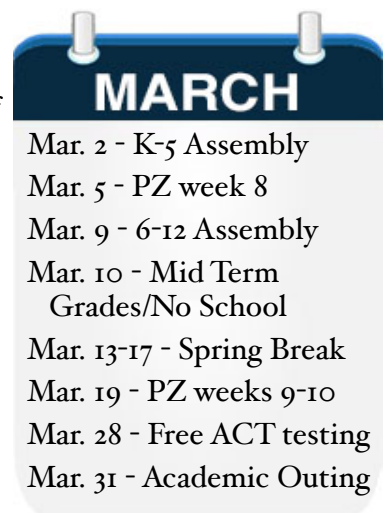 MARCH
Mar. 2 - K-5 Assembly
Mar. 5 - PZ week 8
Mar. 9 - 6-12 Assembly
Mar. 10 - Mid Term
Grades/No School
Mar. 13-17 - Spring Break
Mar. 19 - PZ weeks 9-10
Mar. 28 - Free ACT testing
Mar. 31 - Academic Outing